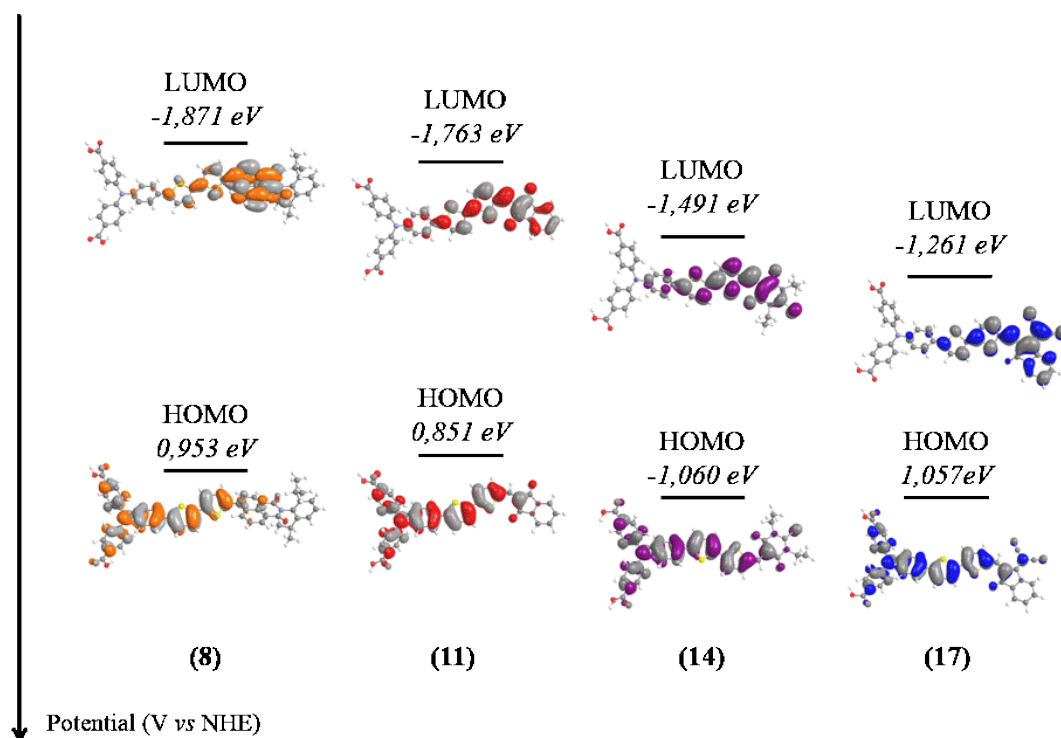 LUMO
-1,871 eV
LUMO
-1,763 eV
LUMO
-1,491 eV
LUMO
-1,261 eV
HOMO
0,953 eV
HOMO
0,851 eV
HOMO
-1,060 eV
HOMO
1,057eV
(8)
(11)
(14)
(17)
Potential (V vs NHE)